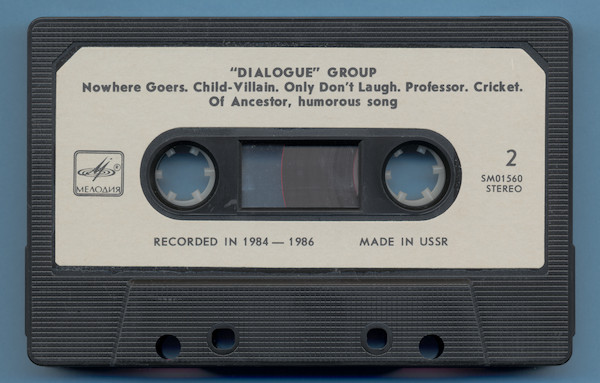 “DIALOGUE” GROUP
Nowhere Goers. Child-Villain. Only Don’t Laugh. Professor. Cricket.
Of Ancestor, humorous song
МЕЛОДИЯ
2
SM01560
STEREO
RECORDED IN 1984 — 1986 MADE IN USSR